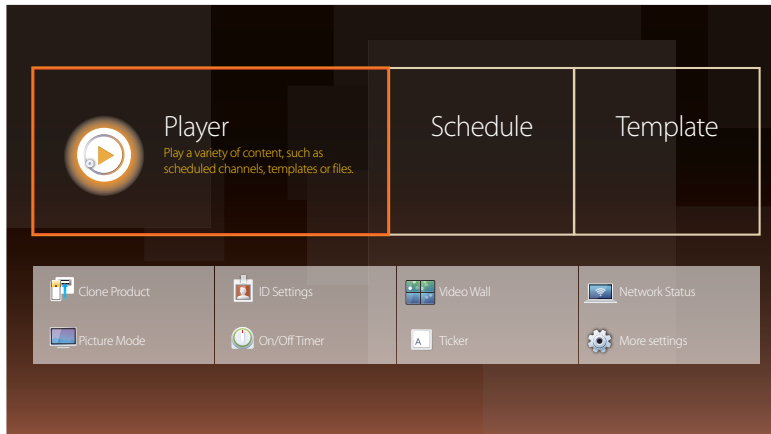 Player
Play a variety of content, such as
scheduled channels, templates or files.
Schedule
Template
Clone Product
ID Settings
Video Wall
Network Status
Picture Mode
On/Off Timer
A
Ticker
More settings